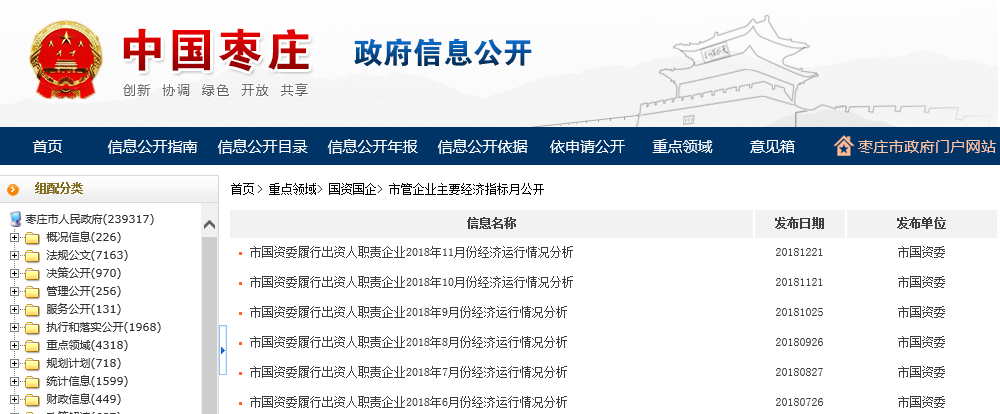 中国枣庄
政府信息公开
创新 协调 绿色 开放 共享
首页 信息公开指南 信息公开目录 信息公开年报 信息公开依据 依申请公开 重点领域 意见箱 枣庄市政府门户网站
组配分类
枣庄市人民政府(239317)
概况信息(226)
法规公文(7163)
决策公开(970)
管理公开(256)
服务公开(131)
执行和落实公开(1968)
重点领域(4318)
规划计划(718)
统计信息(1599)
财政信息(449)
首页> 重点领域> 国资国企> 市管企业主要经济指标月公开
信息名称 发布日期 发布单位
市国资委履行出资人职责企业2018年11月份经济运行情况分析 20181221 市国资委
市国资委履行出资人职责企业2018年10月份经济运行情况分析 20181121 市国资委
市国资委履行出资人职责企业2018年9月份经济运行情况分析 20181025 市国资委
市国资委履行出资人职责企业2018年8月份经济运行情况分析 20180926 市国资委
市国资委履行出资人职责企业2018年7月份经济运行情况分析 20180827 市国资委
市国资委履行出资人职责企业2018年6月份经济运行情况分析 20180726 市国资委